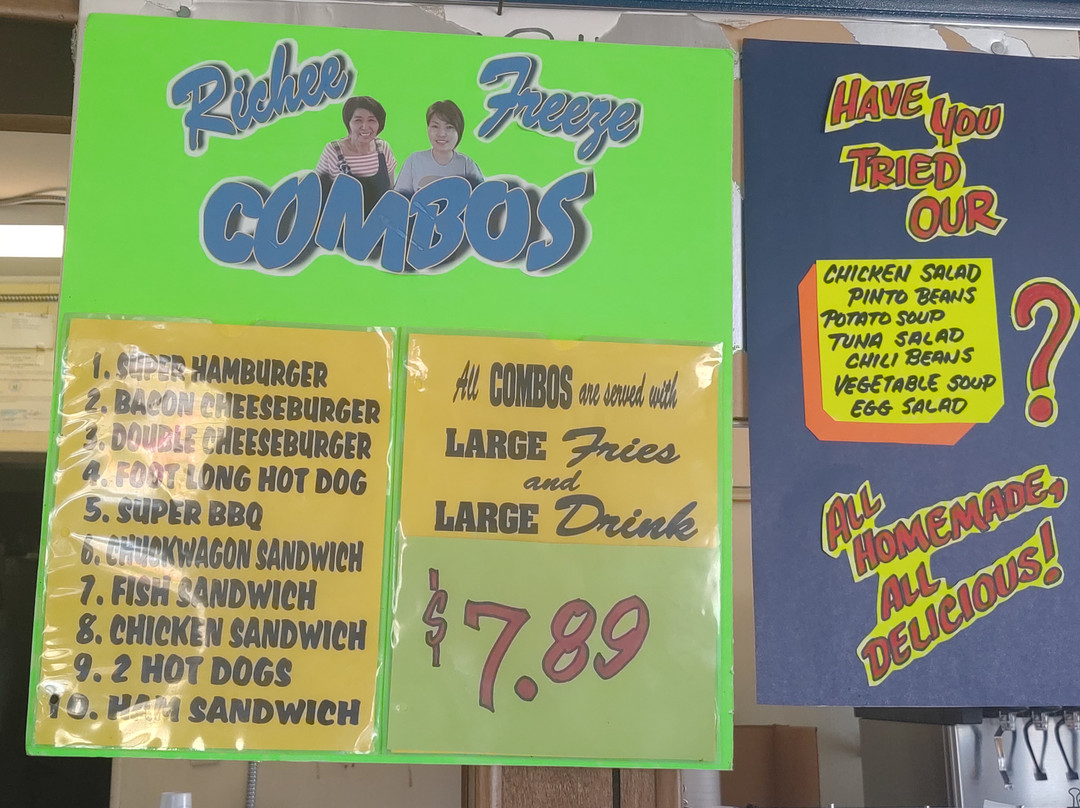 Richee Freeze
COMBOS
1. SUPER HAMBURGER
2. BACON CHEESEBURGER
3. DOUBLE CHEESEBURGER
4. FOOT LONG HOT DOG
5. SUPER BBQ
6. CHUCKWAGON SANDWICH
7. FISH SANDWICH
8. CHICKEN SANDWICH
9. 2 HOT DOGS
10. HAM SANDWICH
All COMBOS are served with
LARGE Fries
and
LARGE Drink
$7.89
HAVE YOU
TRIED
OUR
CHICKEN SALAD
PINTO BEANS
POTATO SOUP
TUNA SALAD
CHILI BEANS
VEGETABLE SOUP
EGG SALAD
?
ALL
HOMEMADE,
ALL
DELICIOUS!